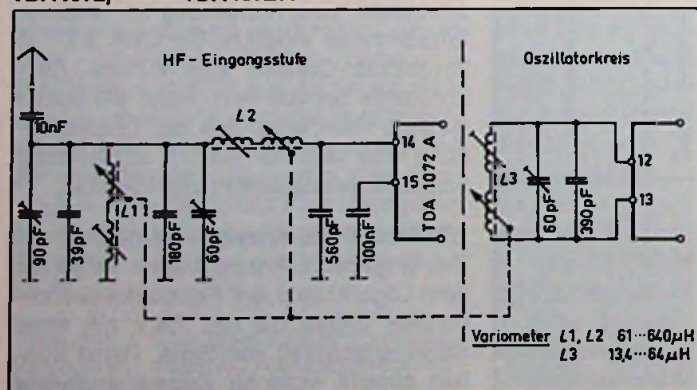 HF-Eingangsstufe
Oszillatorkreis
10nF
L2
14
15
TDA 1072 A
L1
90pF
39pF
180pF
60pF
560pF
100nF
L3
60pF
390pF
12
13
Variometer L1, L2 61...640µH
L3 13,4...64µH